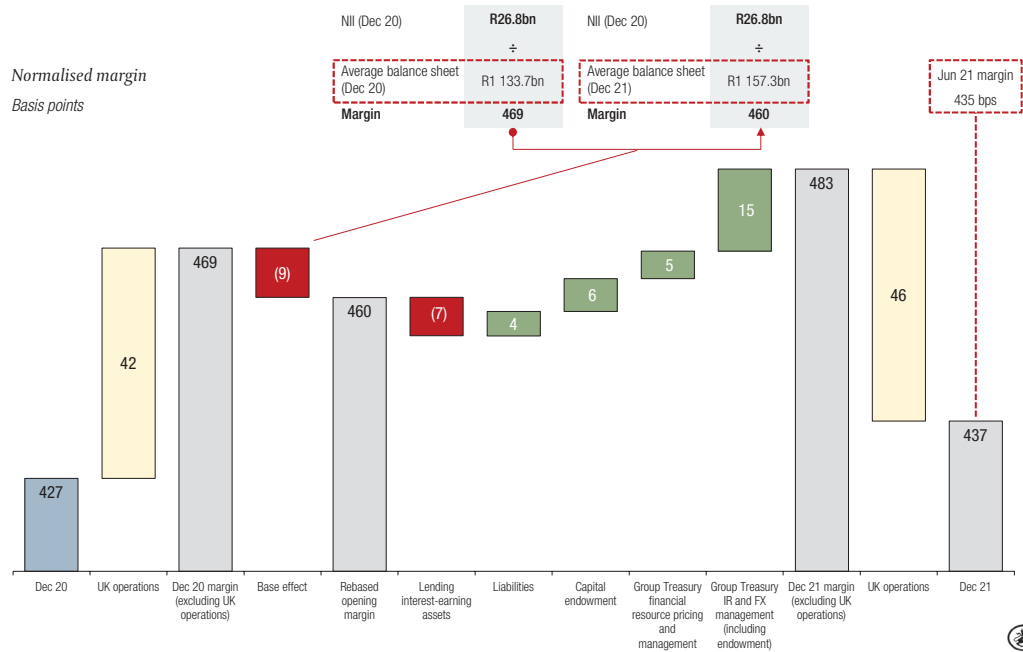 NII (Dec 20) R26.8bn
÷
Average balance sheet
(Dec 20) R1 133.7bn
Margin 469
NII (Dec 20) R26.8bn
÷
Average balance sheet
(Dec 21) R1 157.3bn
Margin 460
Normalised margin
Basis points
Jun 21 margin
435 bps
427
42
469
(9)
460
(7)
4
6
5
15
483
46
437
Dec 20
UK operations
Dec 20 margin
(excluding UK
operations)
Base effect
Rebased
opening
margin
Lending
interest-earning
assets
Liabilities
Capital
endowment
Group Treasury
financial
resource pricing
and
management
Group Treasury
IR and FX
management
(including
endowment)
Dec 21 margin
(excluding UK
operations)
UK operations
Dec 21